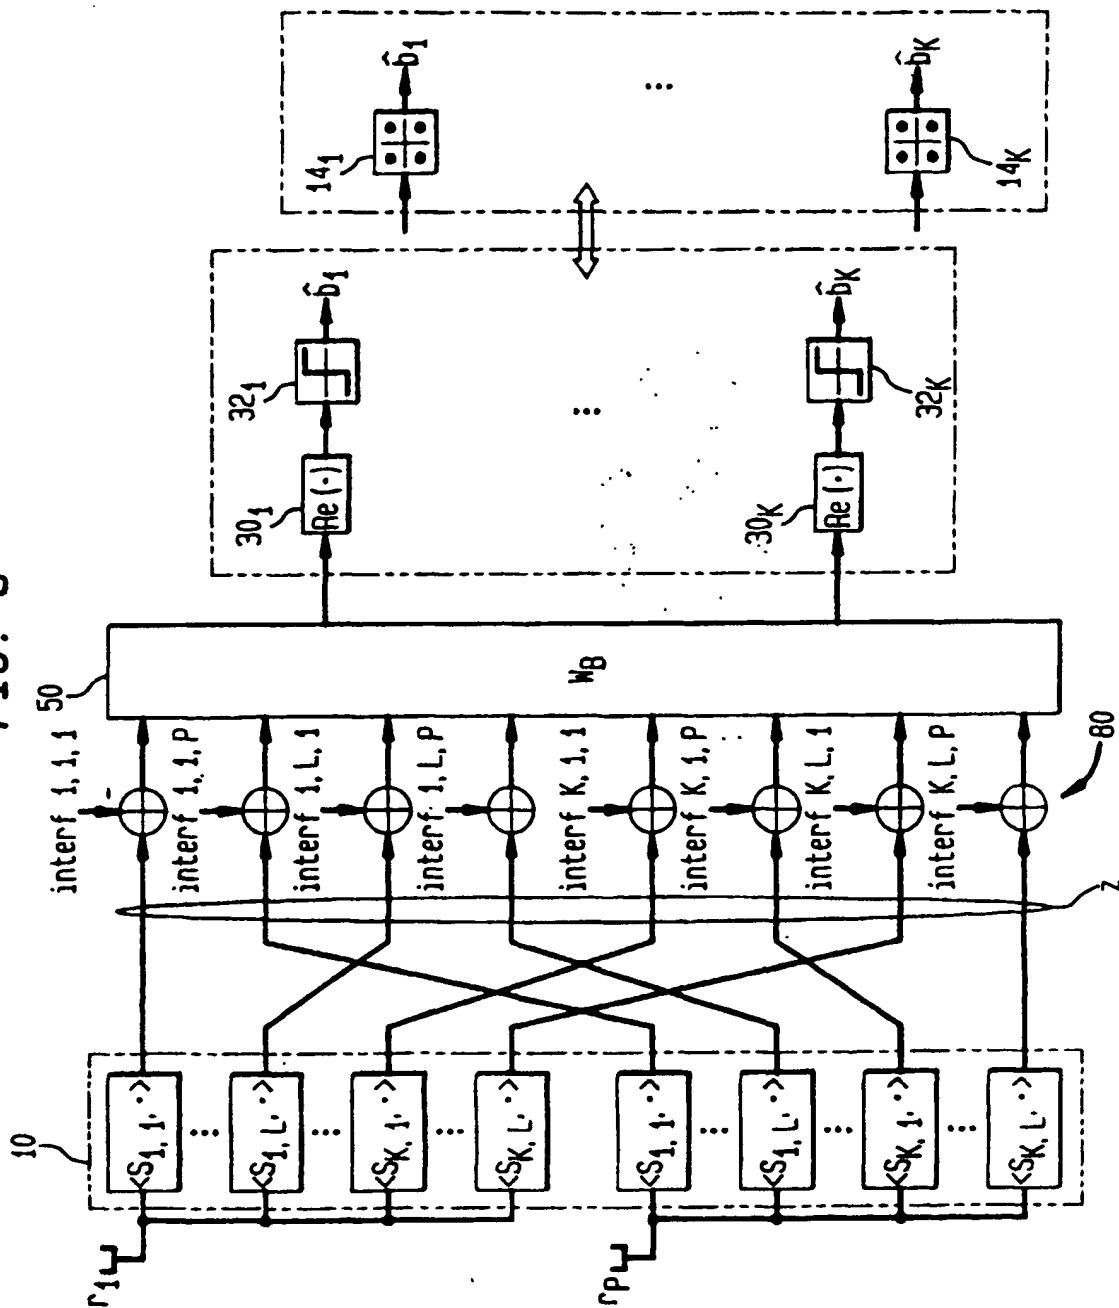 r1
rP
10
<S1,1, ·>
...
<S1,L, ·>
...
<SK,1, ·>
...
<SK,L, ·>
<S1,1, ·>
...
<S1,L, ·>
...
<SK,1, ·>
...
<SK,L, ·>
z
interf 1,1,1
-
interf 1,1,P
interf 1,L,1
interf 1,L,P
interf K,1,1
interf K,1,P
interf K,L,1
interf K,L,P
80
50
WB
301
Re(·)
321
b̂1
...
30K
Re(·)
32K
b̂K
141
b̂1
...
14K
b̂K